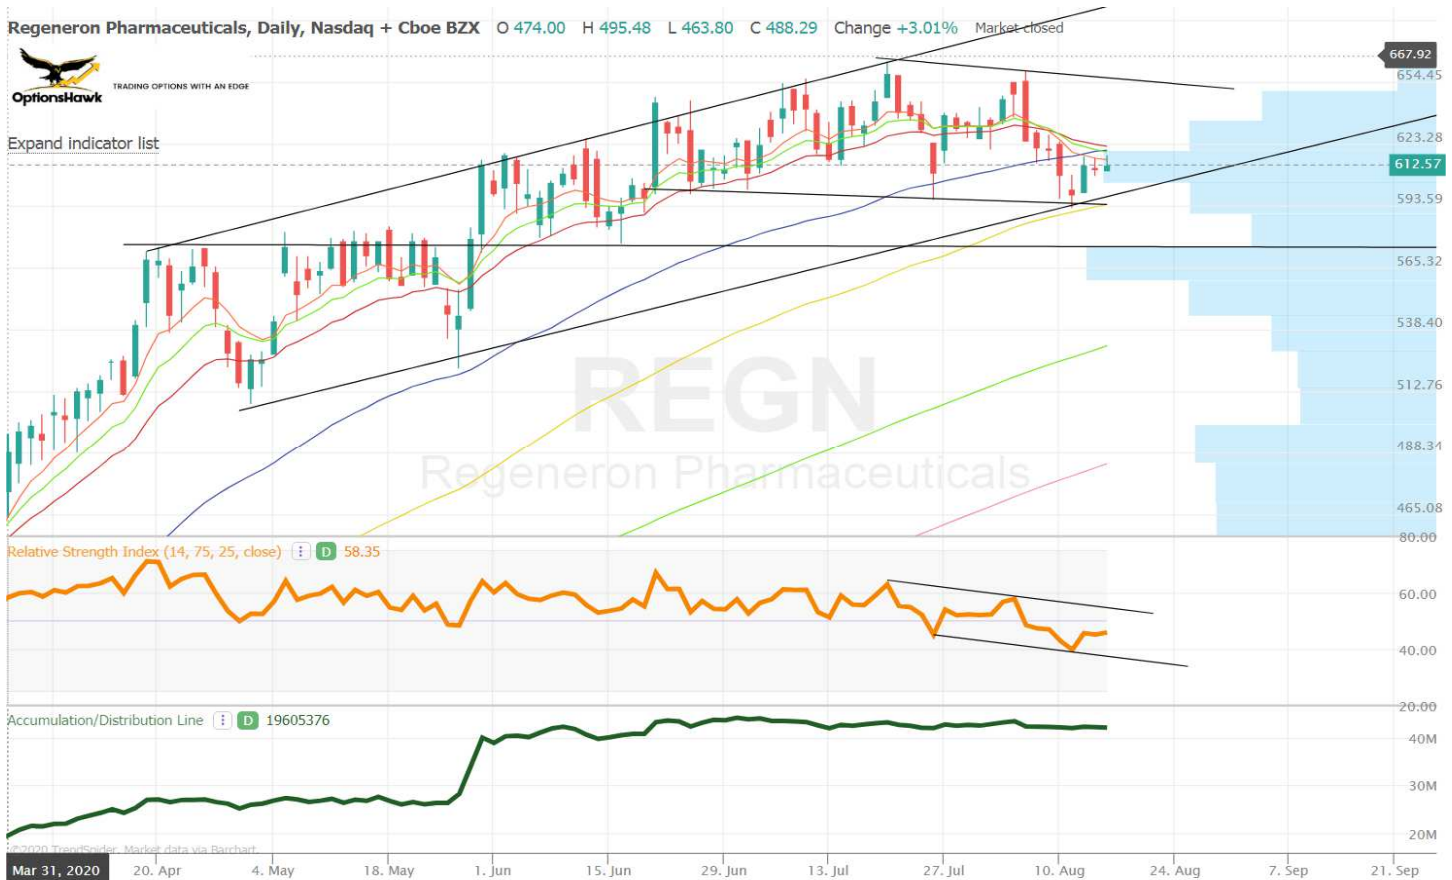 Regeneron Pharmaceuticals, Daily, Nasdaq + Cboe BZX O 474.00 H 495.48 L 463.80 C 488.29 Change +3.01% Market closed
OptionsHawk
TRADING OPTIONS WITH AN EDGE
Expand indicator list
667.92
654.45
623.28
612.57
593.59
565.32
538.40
512.76
488.34
465.08
REGN
Regeneron Pharmaceuticals
Relative Strength Index (14, 75, 25, close) D 58.35
80.00
60.00
40.00
20.00
Accumulation/Distribution Line D 19605376
40M
30M
20M
©2020 TrendSpider. Market data via Barchart.
Mar 31, 2020 20. Apr 4. May 18. May 1. Jun 15. Jun 29. Jun 13. Jul 27. Jul 10. Aug 24. Aug 7. Sep 21. Sep